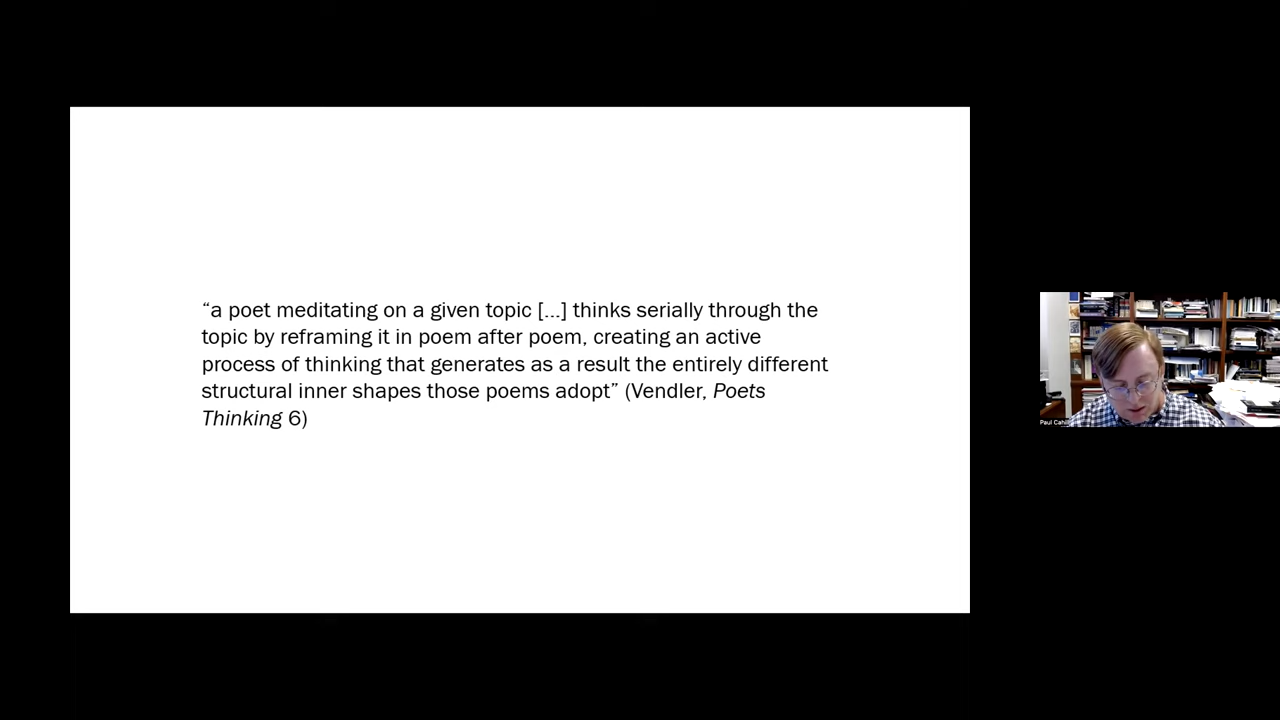 “a poet meditating on a given topic [...] thinks serially through the
topic by reframing it in poem after poem, creating an active
process of thinking that generates as a result the entirely different
structural inner shapes those poems adopt” (Vendler, Poets
Thinking 6)
Paul